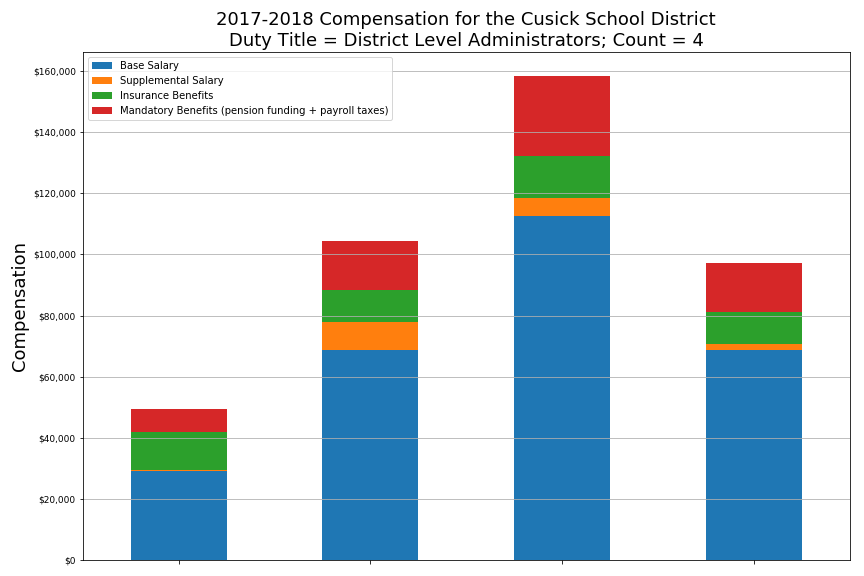 2017-2018 Compensation for the Cusick School District
Duty Title = District Level Administrators; Count = 4
Base Salary
Supplemental Salary
Insurance Benefits
Mandatory Benefits (pension funding + payroll taxes)
Compensation
$160,000
$140,000
$120,000
$100,000
$80,000
$60,000
$40,000
$20,000
$0